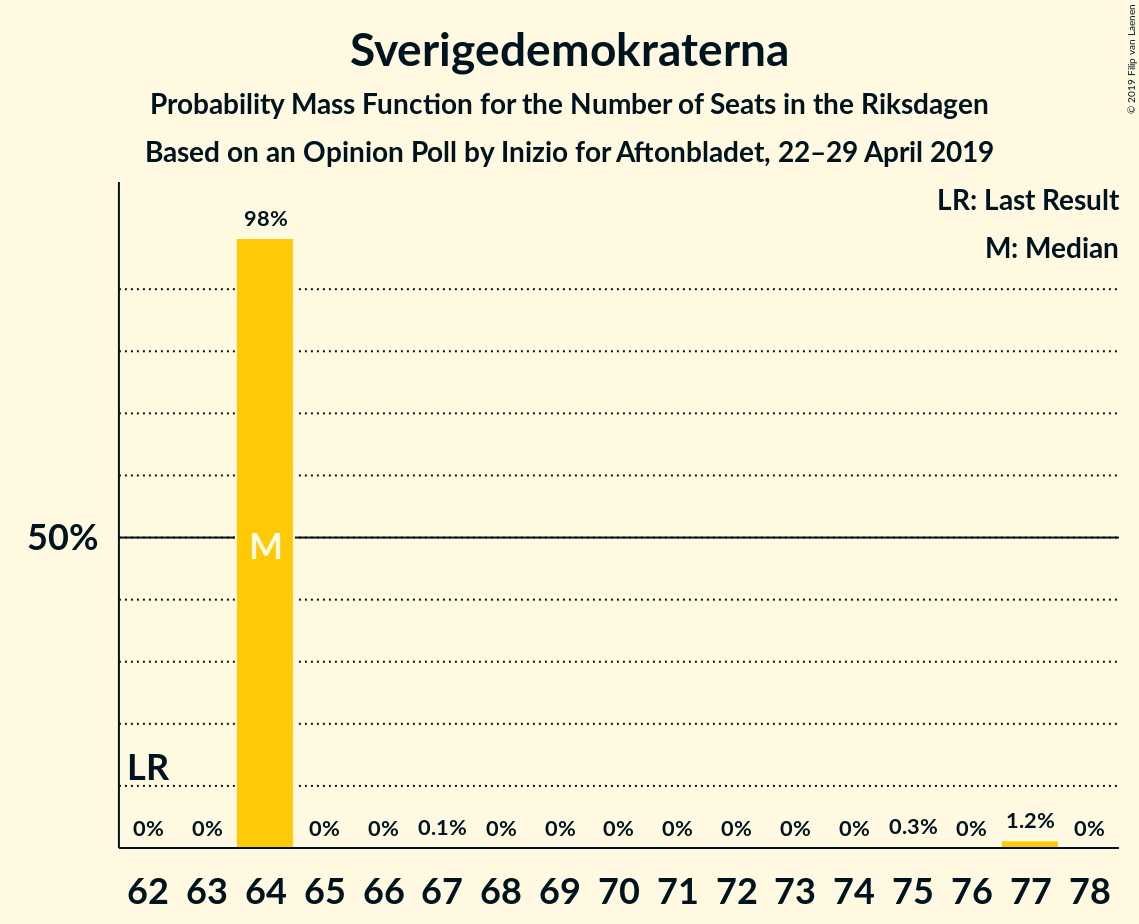 Sverigedemokraterna
Probability Mass Function for the Number of Seats in the Riksdagen
Based on an Opinion Poll by Inizio for Aftonbladet, 22–29 April 2019
© 2019 Filip van Laenen
LR: Last Result
M: Median
98%
50%
M
LR
0% 0% 0% 0% 0.1% 0% 0% 0% 0% 0% 0% 0% 0.3% 0% 1.2% 0%
62 63 64 65 66 67 68 69 70 71 72 73 74 75 76 77 78